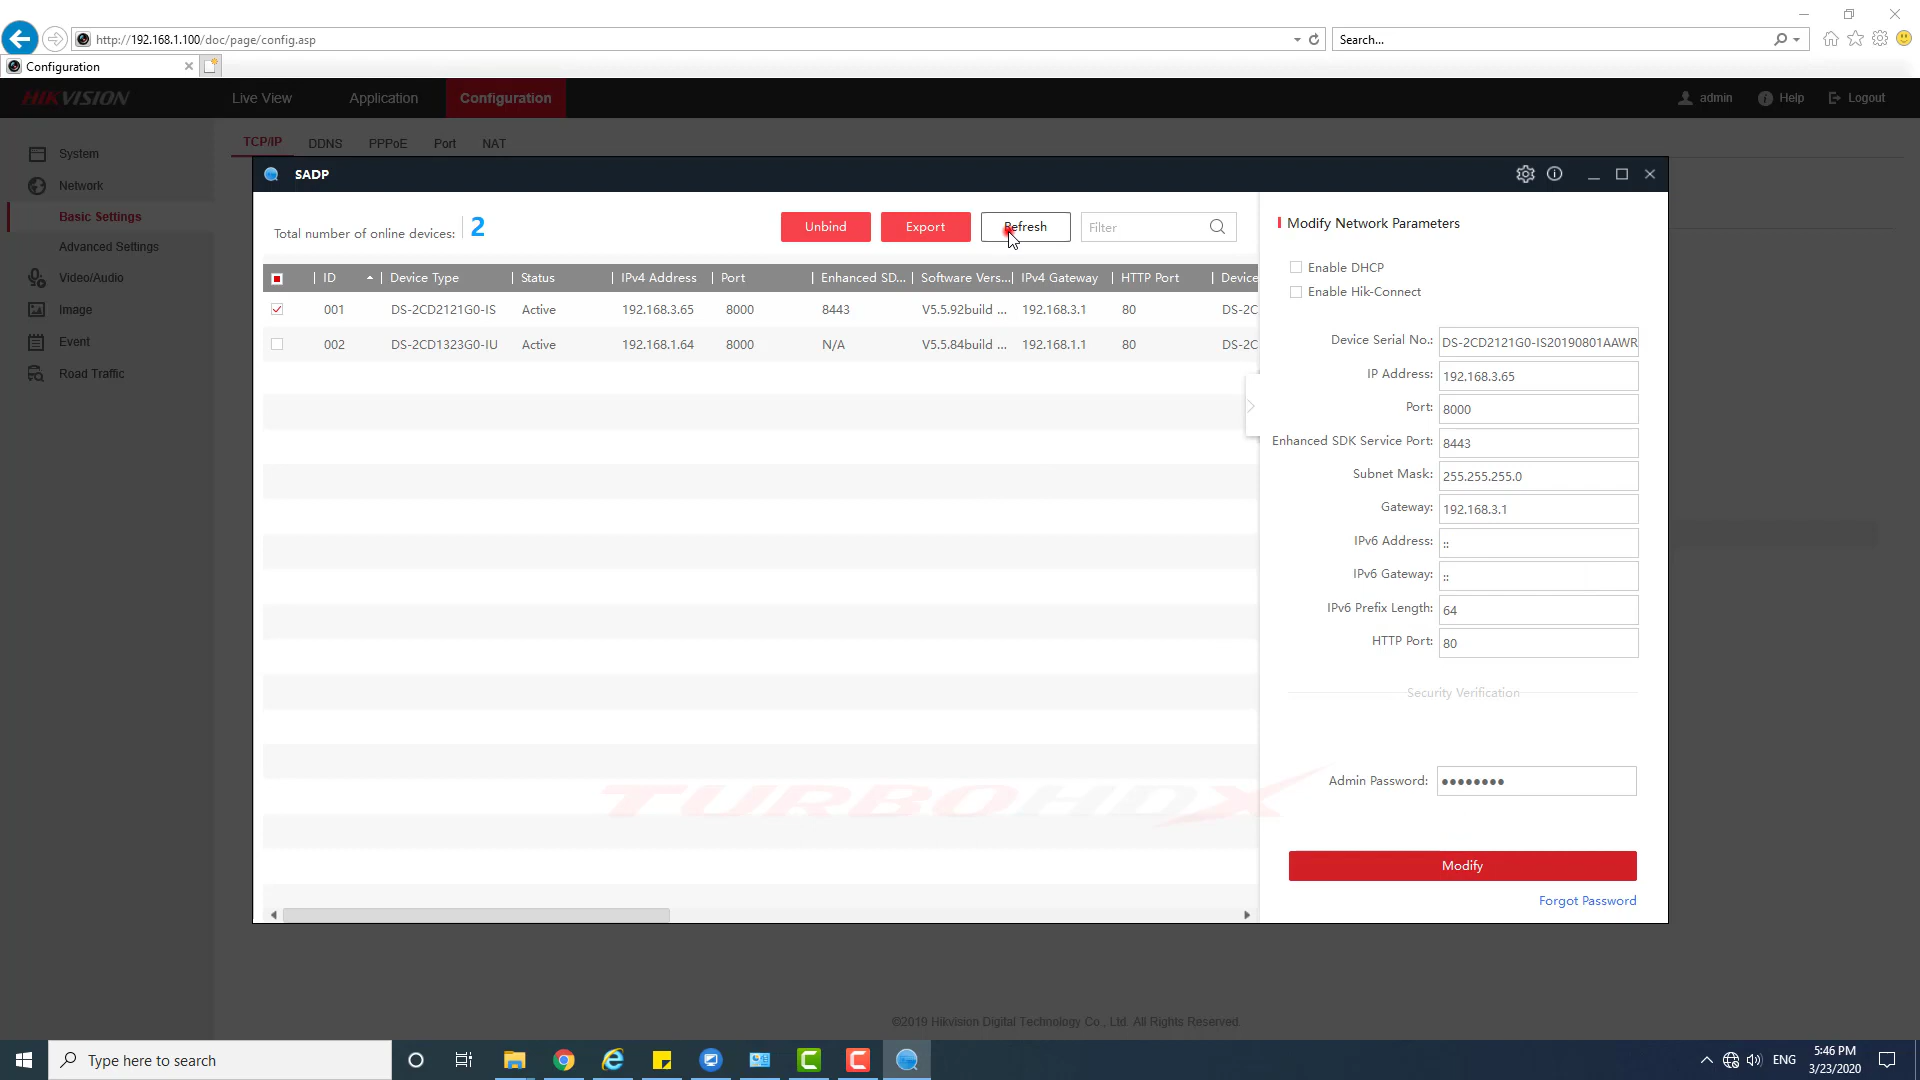 http://192.168.1.100/doc/page/config.asp
Search...
Configuration
HIKVISION
Live View
Application
Configuration
admin
Help
Logout
System
Network
Basic Settings
Advanced Settings
Video/Audio
Image
Event
Road Traffic
TCP/IP DDNS PPPoE Port NAT
SADP
Total number of online devices: 2
Unbind
Export
Refresh
Filter
ID Device Type Status IPv4 Address Port Enhanced SD... Software Vers... IPv4 Gateway HTTP Port Device
001 DS-2CD2121G0-IS Active 192.168.3.65 8000 8443 V5.5.92build ... 192.168.3.1 80 DS-2C
002 DS-2CD1323G0-IU Active 192.168.1.64 8000 N/A V5.5.84build ... 192.168.1.1 80 DS-2C
Modify Network Parameters
Enable DHCP
Enable Hik-Connect
Device Serial No.: DS-2CD2121G0-IS20190801AAWR
IP Address: 192.168.3.65
Port: 8000
Enhanced SDK Service Port: 8443
Subnet Mask: 255.255.255.0
Gateway: 192.168.3.1
IPv6 Address: ::
IPv6 Gateway: ::
IPv6 Prefix Length: 64
HTTP Port: 80
Security Verification
Admin Password: ●●●●●●●●
Modify
Forgot Password
TURBOHDX
©2019 Hikvision Digital Technology Co., Ltd. All Rights Reserved.
Type here to search
ENG
5:46 PM
3/23/2020